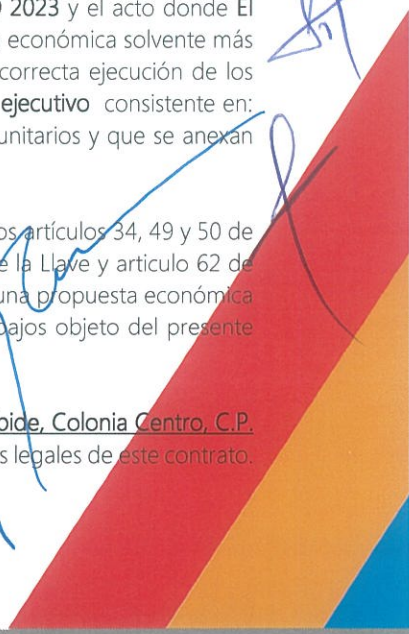 2023 y el acto donde El
económica solvente más
correcta ejecución de los
ejecutivo consistente en:
unitarios y que se anexan
os artículos 34, 49 y 50 de
e la Llave y articulo 62 de
una propuesta económica
bajos objeto del presente
bide, Colonia Centro, C.P.
s legales de este contrato.